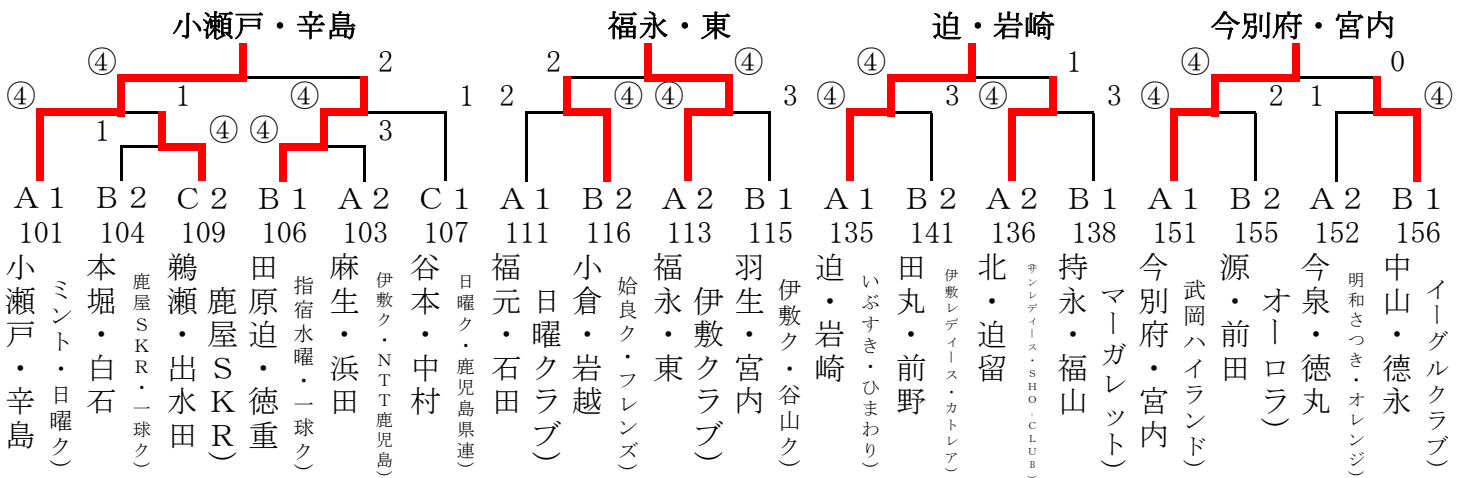 小瀬戸・辛島
福永・東
迫・岩崎
今別府・宮内
④ 2 2 ④ ④ 1 ④ 0
④ 1 ④ 1 2 ④ ④ 3 ④ 3 ④ 3 ④ 2 1 ④
1 ④ ④ 3
A1 B2 C2 B1 A2 C1 A1 B2 A2 B1 A1 B2 A2 B1 A1 B2 A2 B1
101 104 109 106 103 107 111 116 113 115 135 141 136 138 151 155 152 156
小瀬戸・辛島
ミント・日曜ク)
本堀・白石
鹿屋SKR・一球ク)
鵜瀬・出水田
鹿屋SKR)
田原迫・徳重
指宿水曜・一球ク)
麻生・浜田
伊敷ク・NTT鹿児島)
谷本・中村
日曜ク・鹿児島県連)
福元・石田
日曜クラブ)
小倉・岩越
姶良ク・フレンズ)
福永・東
伊敷クラブ)
羽生・宮内
伊敷ク・谷山ク)
迫・岩崎
いぶすき・ひまわり)
田丸・前野
伊敷レディース・カトレア)
北・迫留
サンレディース・SHO-CLUB)
持永・福山
マーガレット)
今別府・宮内
武岡ハイランド)
源・前田
オーロラ)
今泉・徳丸
明和さつき・オレンジ)
中山・德永
イーグルクラブ)